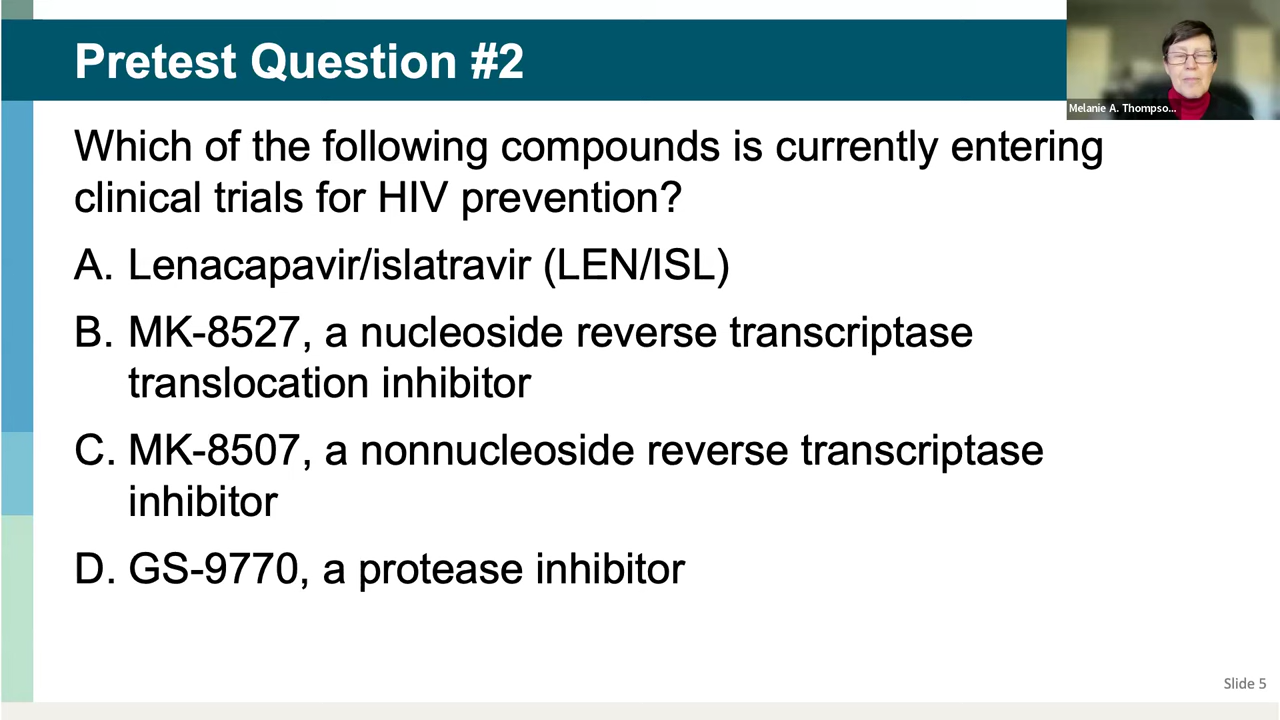 Pretest Question #2
Melanie A. Thompso...
Which of the following compounds is currently entering
clinical trials for HIV prevention?
A. Lenacapavir/islatravir (LEN/ISL)
B. MK-8527, a nucleoside reverse transcriptase
translocation inhibitor
C. MK-8507, a nonnucleoside reverse transcriptase
inhibitor
D. GS-9770, a protease inhibitor
Slide 5